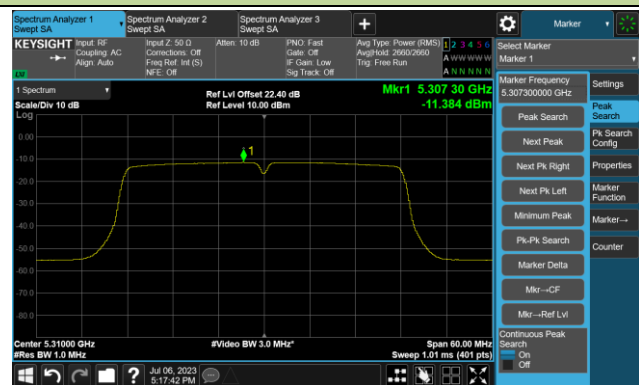 Spectrum Analyzer 1
Swept SA
Spectrum Analyzer 2
Swept SA
Spectrum Analyzer 3
Swept SA
+
Marker
KEYSIGHT
Input: RF
Coupling: AC
Align: Auto
Input Z: 50 Ω
Corrections: Off
Freq Ref: Int (S)
NFE: Off
Atten: 10 dB
PNO: Fast
Gate: Off
IF Gain: Low
Sig Track: Off
Avg Type: Power (RMS)
Avg|Hold: 2660/2660
Trig: Free Run
1 2 3 4 5 6
A W W W W W
A N N N N N
Select Marker
Marker 1
LXI
1 Spectrum
Scale/Div 10 dB
Log
Ref Lvl Offset 22.40 dB
Ref Level 10.00 dBm
Mkr1 5.307 30 GHz
-11.384 dBm
1
0.00
-10.0
-20.0
-30.0
-40.0
-50.0
-60.0
-70.0
-80.0
Center 5.31000 GHz
#Res BW 1.0 MHz
#Video BW 3.0 MHz*
Span 60.00 MHz
Sweep 1.01 ms (401 pts)
Marker Frequency
5.307300000 GHz
Peak Search
Next Peak
Next Pk Right
Next Pk Left
Minimum Peak
Pk-Pk Search
Marker Delta
Mkr→CF
Mkr→Ref Lvl
Continuous Peak
Search
On
Off
Settings
Peak
Search
Pk Search
Config
Properties
Marker
Function
Marker→
Counter
Jul 06, 2023
5:17:42 PM